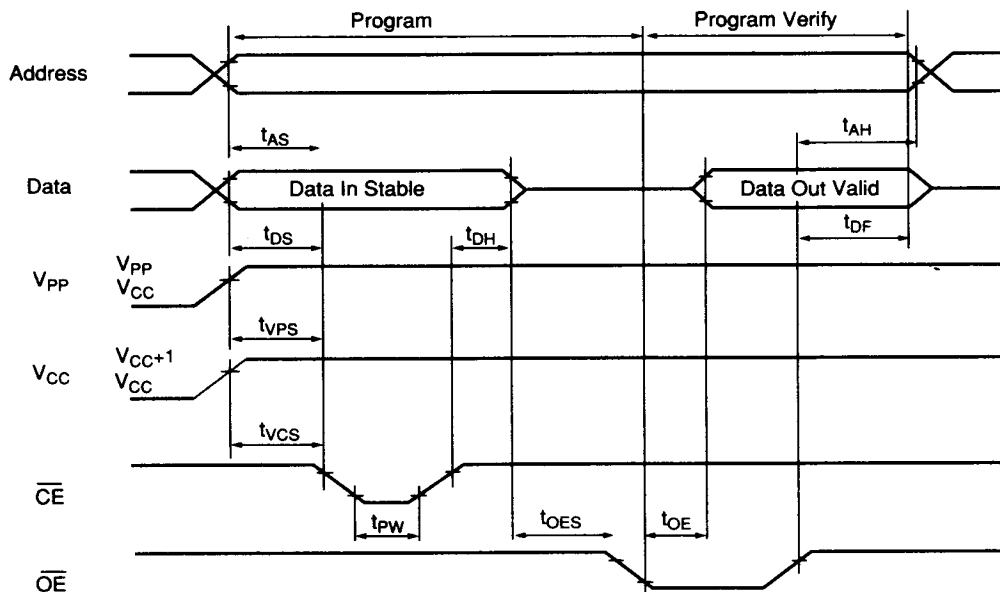 Program
Program Verify
Address
tAS
tAH
Data
Data In Stable
Data Out Valid
tDS
tDH
tDF
VPP
VPP
VCC
tVPS
VCC
VCC+1
VCC
tVCS
CE
tPW
tOES
tOE
OE